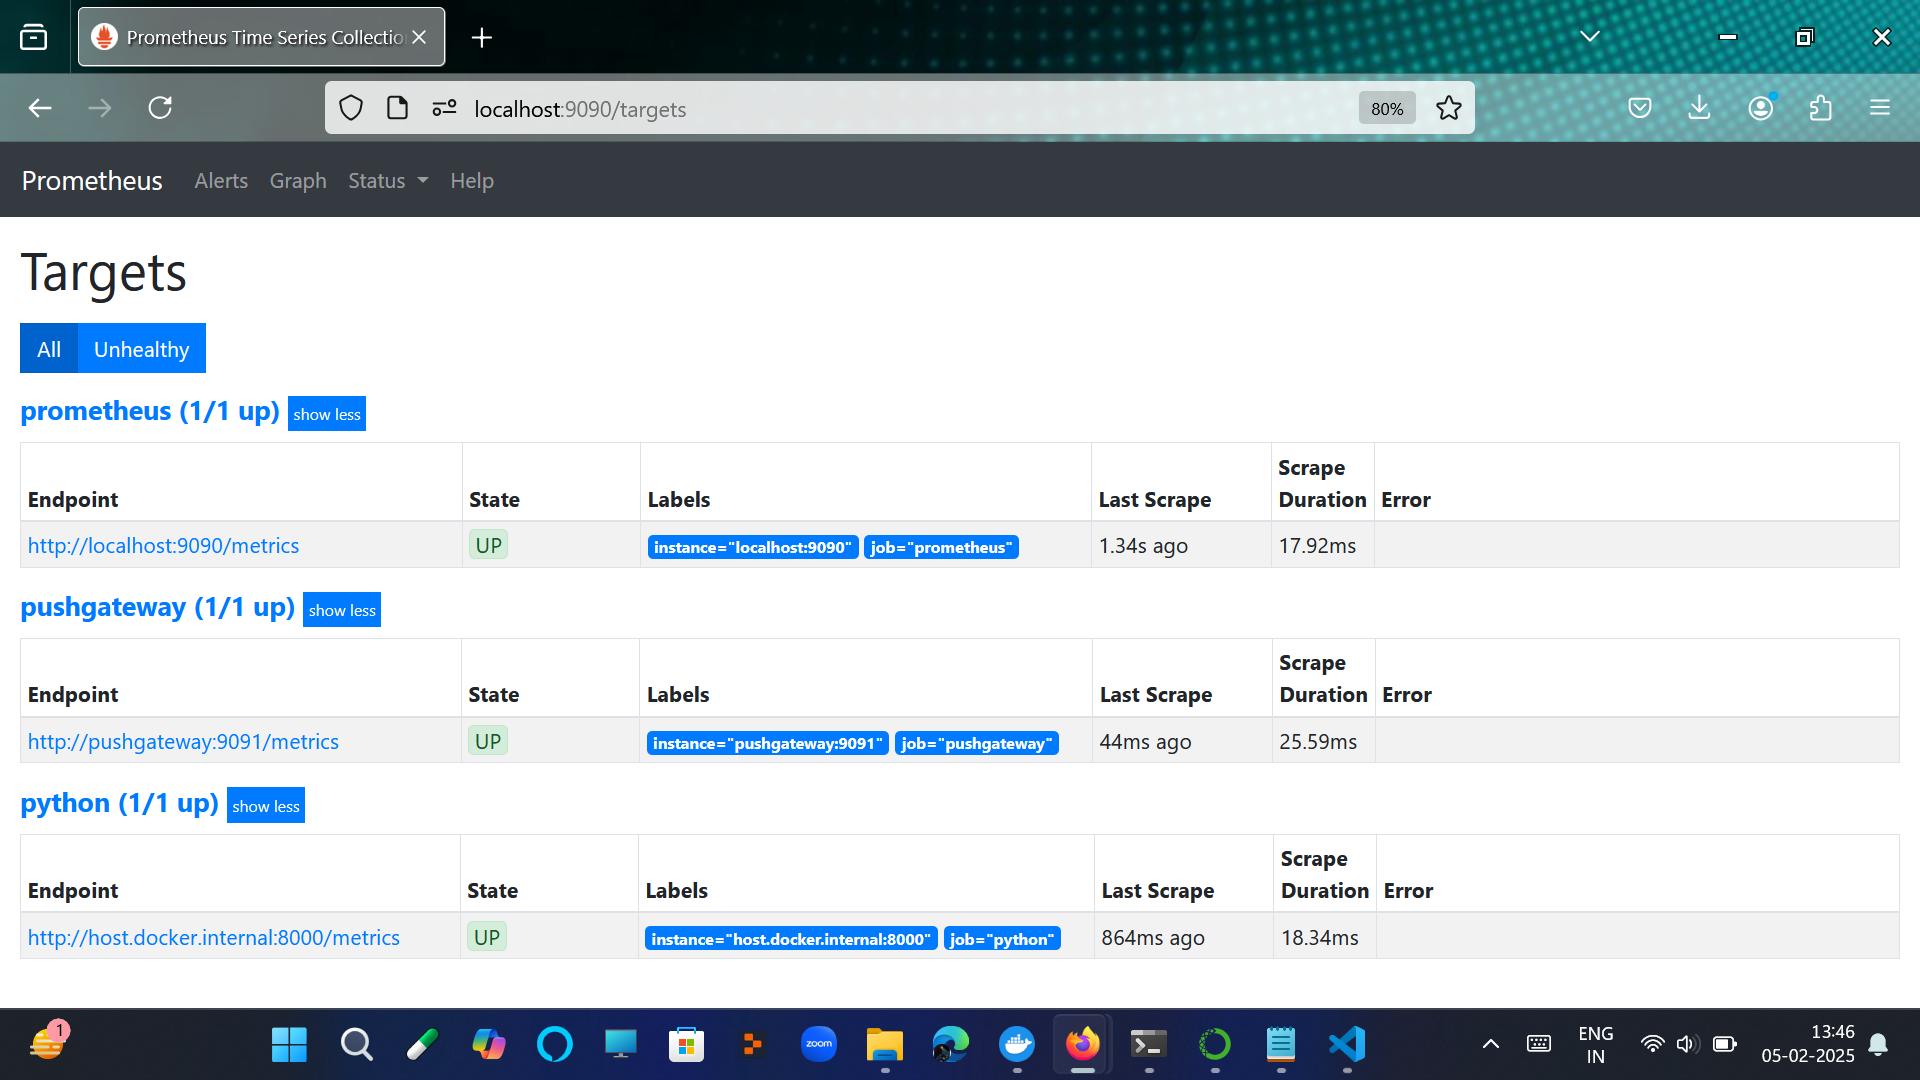 Prometheus Time Series Collectio
localhost:9090/targets
80%
Prometheus Alerts Graph Status Help
Targets
All Unhealthy
prometheus (1/1 up) show less
Endpoint State Labels Last Scrape Scrape Duration Error
http://localhost:9090/metrics UP instance="localhost:9090" job="prometheus" 1.34s ago 17.92ms
pushgateway (1/1 up) show less
Endpoint State Labels Last Scrape Scrape Duration Error
http://pushgateway:9091/metrics UP instance="pushgateway:9091" job="pushgateway" 44ms ago 25.59ms
python (1/1 up) show less
Endpoint State Labels Last Scrape Scrape Duration Error
http://host.docker.internal:8000/metrics UP instance="host.docker.internal:8000" job="python" 864ms ago 18.34ms
1
zoom
ENG
IN
13:46
05-02-2025